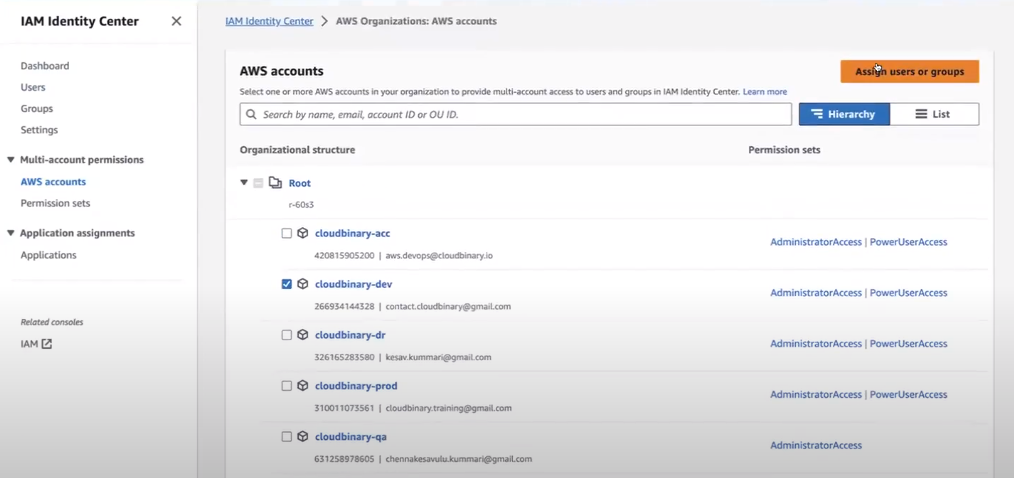 IAM Identity Center
Dashboard
Users
Groups
Settings
Multi-account permissions
AWS accounts
Permission sets
Application assignments
Applications
Related consoles
IAM
IAM Identity Center > AWS Organizations: AWS accounts
AWS accounts
Assign users or groups
Select one or more AWS accounts in your organization to provide multi-account access to users and groups in IAM Identity Center. Learn more
Search by name, email, account ID or OU ID.
Hierarchy
List
Organizational structure
Permission sets
Root
r-60s3
cloudbinary-acc
420815905200 | aws.devops@cloudbinary.io
AdministratorAccess | PowerUserAccess
cloudbinary-dev
266934144328 | contact.cloudbinary@gmail.com
AdministratorAccess | PowerUserAccess
cloudbinary-dr
326165283580 | kesav.kummari@gmail.com
AdministratorAccess | PowerUserAccess
cloudbinary-prod
310011073561 | cloudbinary.training@gmail.com
AdministratorAccess | PowerUserAccess
cloudbinary-qa
631258978605 | chennakesavulu.kummari@gmail.com
AdministratorAccess